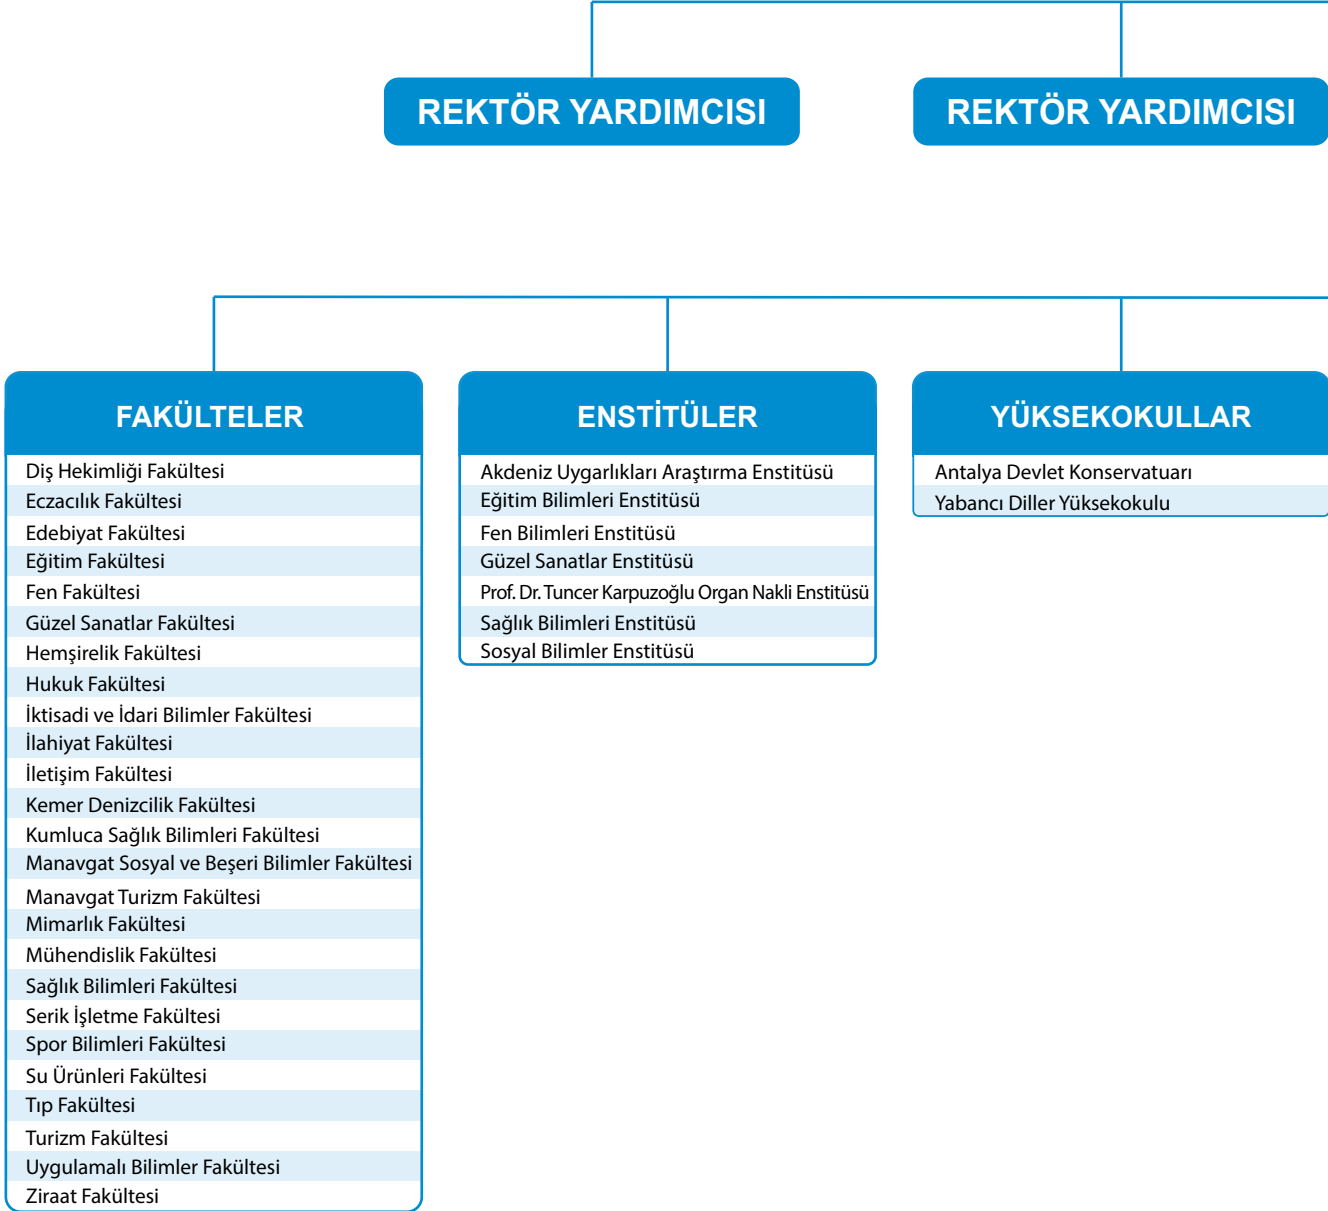 REKTÖR YARDIMCISI
REKTÖR YARDIMCISI
FAKÜLTELER
Diş Hekimliği Fakültesi
Eczacılık Fakültesi
Edebiyat Fakültesi
Eğitim Fakültesi
Fen Fakültesi
Güzel Sanatlar Fakültesi
Hemşirelik Fakültesi
Hukuk Fakültesi
İktisadi ve İdari Bilimler Fakültesi
İlahiyat Fakültesi
İletişim Fakültesi
Kemer Denizcilik Fakültesi
Kumluca Sağlık Bilimleri Fakültesi
Manavgat Sosyal ve Beşeri Bilimler Fakültesi
Manavgat Turizm Fakültesi
Mimarlık Fakültesi
Mühendislik Fakültesi
Sağlık Bilimleri Fakültesi
Serik İşletme Fakültesi
Spor Bilimleri Fakültesi
Su Ürünleri Fakültesi
Tıp Fakültesi
Turizm Fakültesi
Uygulamalı Bilimler Fakültesi
Ziraat Fakültesi
ENSTİTÜLER
Akdeniz Uygarlıkları Araştırma Enstitüsü
Eğitim Bilimleri Enstitüsü
Fen Bilimleri Enstitüsü
Güzel Sanatlar Enstitüsü
Prof. Dr. Tuncer Karpuzoğlu Organ Nakli Enstitüsü
Sağlık Bilimleri Enstitüsü
Sosyal Bilimler Enstitüsü
YÜKSEKOKULLAR
Antalya Devlet Konservatuarı
Yabancı Diller Yüksekokulu